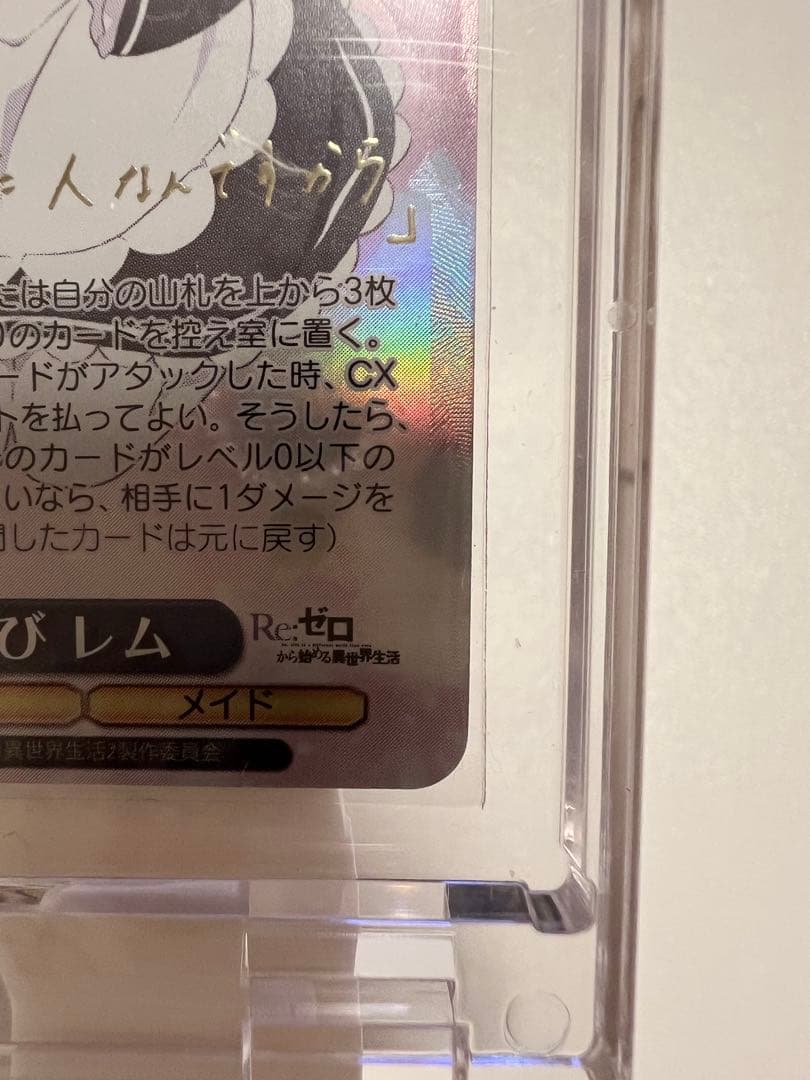 人なんですから」
たは自分の山札を上から3枚
のカードを控え室に置く。
ードがアタックした時、CX
トを払ってよい。そうしたら、
のカードがレベル0以下の
いなら、相手に1ダメージを
したカードは元に戻す）
び レム
Re:ゼロ
から始める異世界生活
メイド
異世界生活2製作委員会